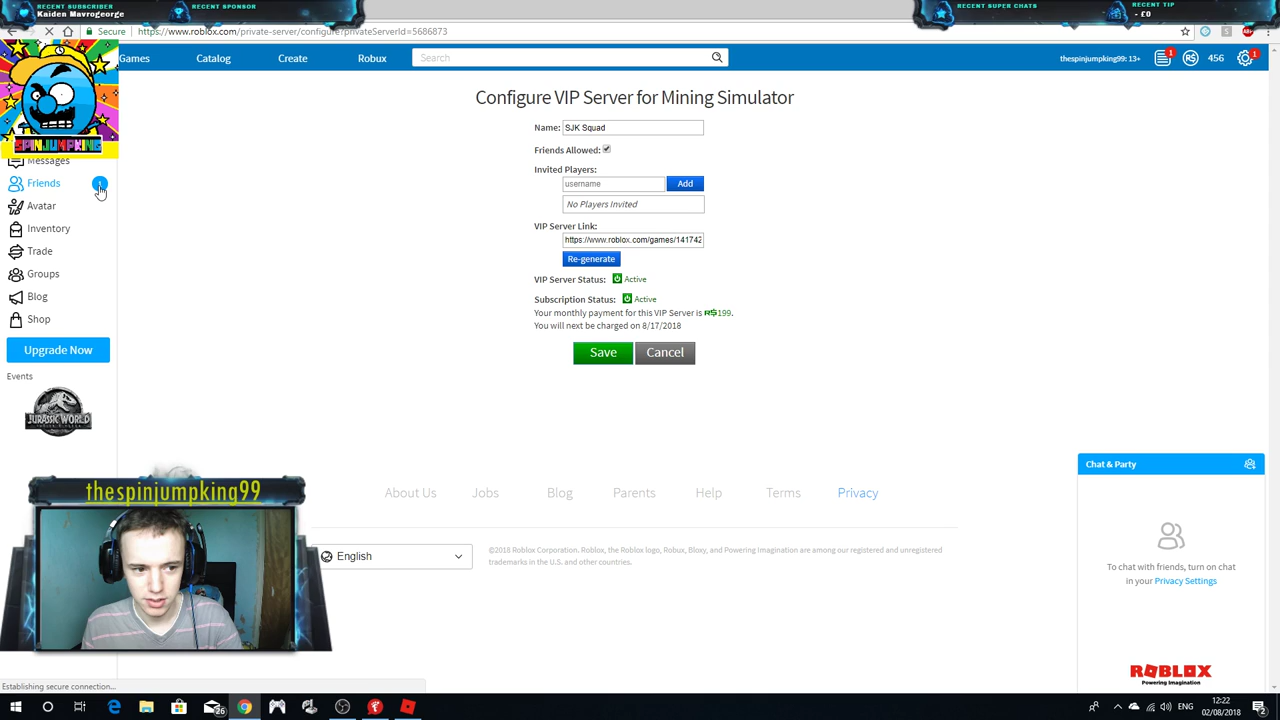 RECENT SUBSCRIBER
Kaiden Mavrogeorge
RECENT SPONSOR
RECENT SUPER CHATS
RECENT TIP
- £0
Secure
https://www.roblox.com/private-server/configure?privateServerId=5686873
Games
Catalog
Create
Robux
Search
thespinjumpking99: 13+
1
456
1
SPINJUMPKING
Messages
Friends
Avatar
Inventory
Trade
Groups
Blog
Shop
Upgrade Now
Events
JURASSIC WORLD
Configure VIP Server for Mining Simulator
Name:
SJK Squad
Friends Allowed:
Invited Players:
username
Add
No Players Invited
VIP Server Link:
https://www.roblox.com/games/141742
Re-generate
VIP Server Status:
Active
Subscription Status:
Active
Your monthly payment for this VIP Server is R$199.
You will next be charged on 8/17/2018
Save
Cancel
About Us
Jobs
Blog
Parents
Help
Terms
Privacy
English
©2018 Roblox Corporation. Roblox, the Roblox logo, Robux, Bloxy, and Powering Imagination are among our registered and unregistered
trademarks in the U.S. and other countries.
Chat & Party
To chat with friends, turn on chat
in your Privacy Settings
ROBLOX
Powering Imagination
thespinjumpking99
Establishing secure connection...
26
ENG
12:22
02/08/2018
2